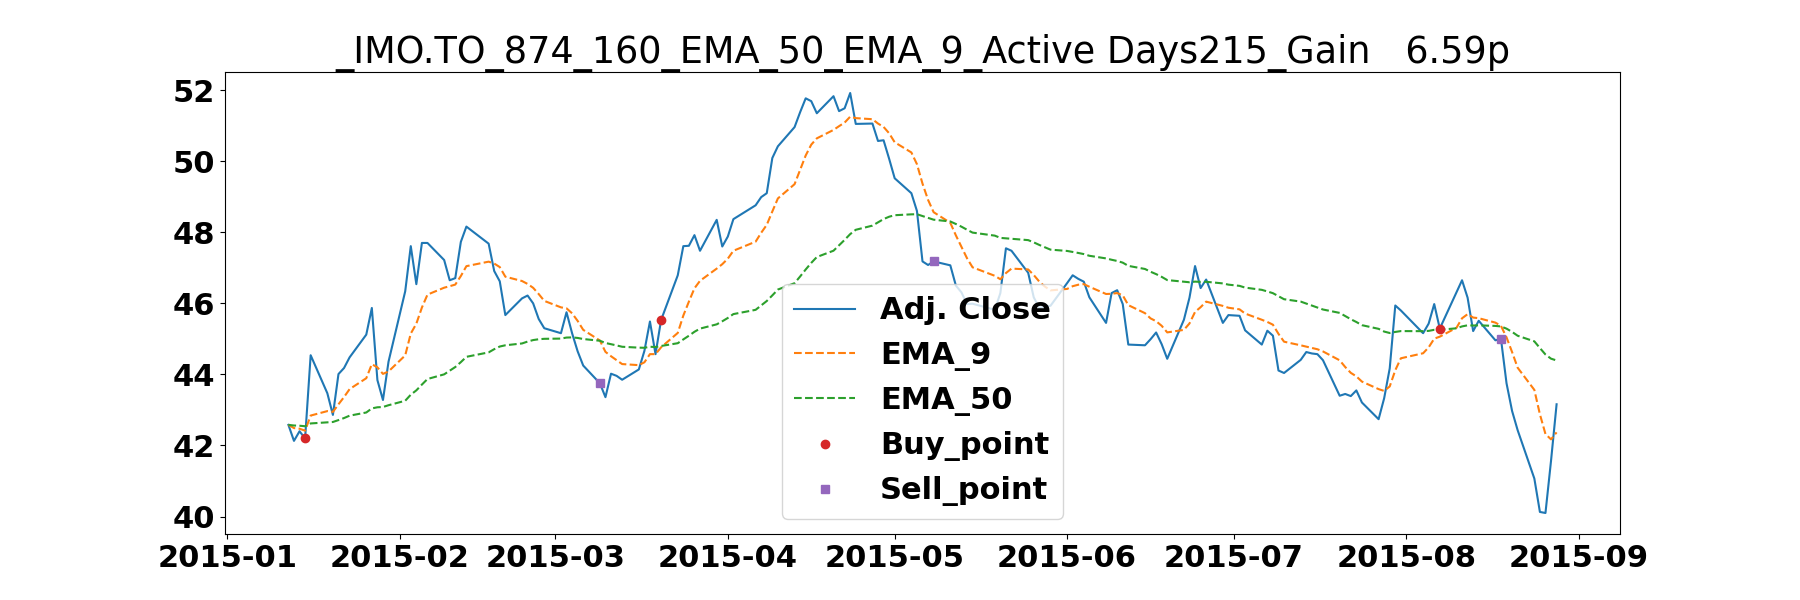 _IMO.TO_874_160_EMA_50_EMA_9_Active Days215_Gain   6.59p
52
50
48
46
44
42
40
Adj. Close
EMA_9
EMA_50
Buy_point
Sell_point
2015-01 2015-02 2015-03 2015-04 2015-05 2015-06 2015-07 2015-08 2015-09